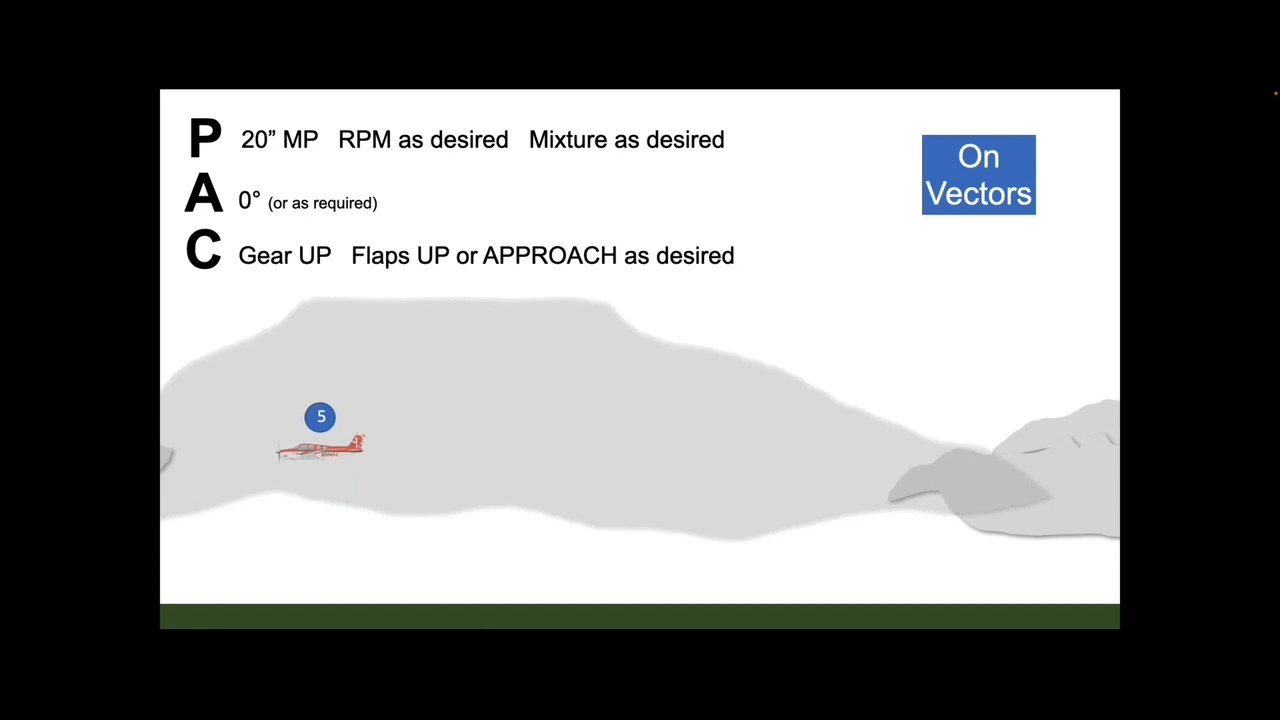 P 20” MP RPM as desired Mixture as desired
On
Vectors
A 0° (or as required)
C Gear UP Flaps UP or APPROACH as desired
5